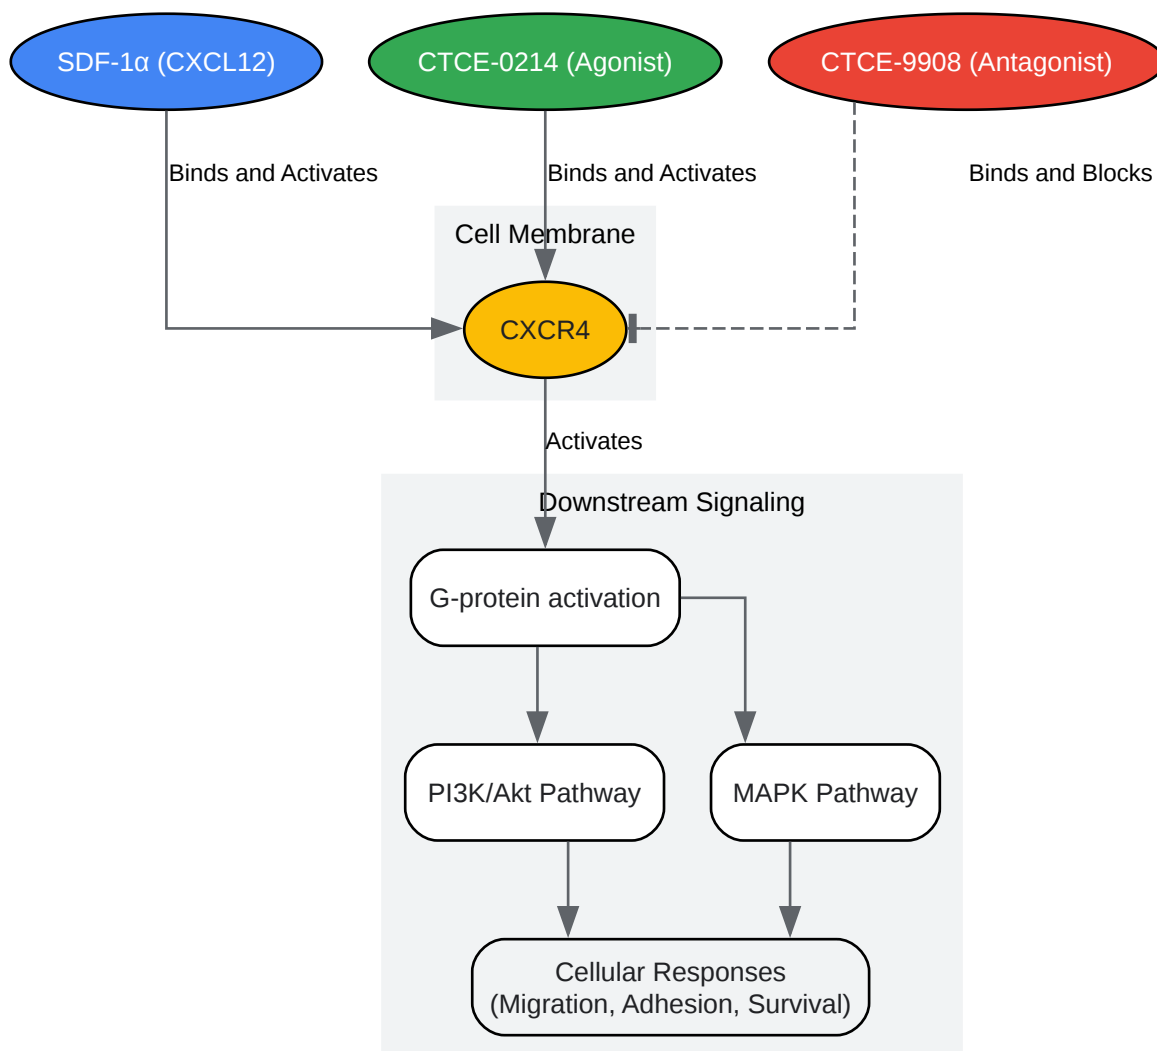 SDF-1α (CXCL12)
CTCE-0214 (Agonist)
CTCE-9908 (Antagonist)
Binds and Activates
Binds and Activates
Binds and Blocks
Cell Membrane
CXCR4
Activates
Downstream Signaling
G-protein activation
PI3K/Akt Pathway
MAPK Pathway
Cellular Responses
(Migration, Adhesion, Survival)